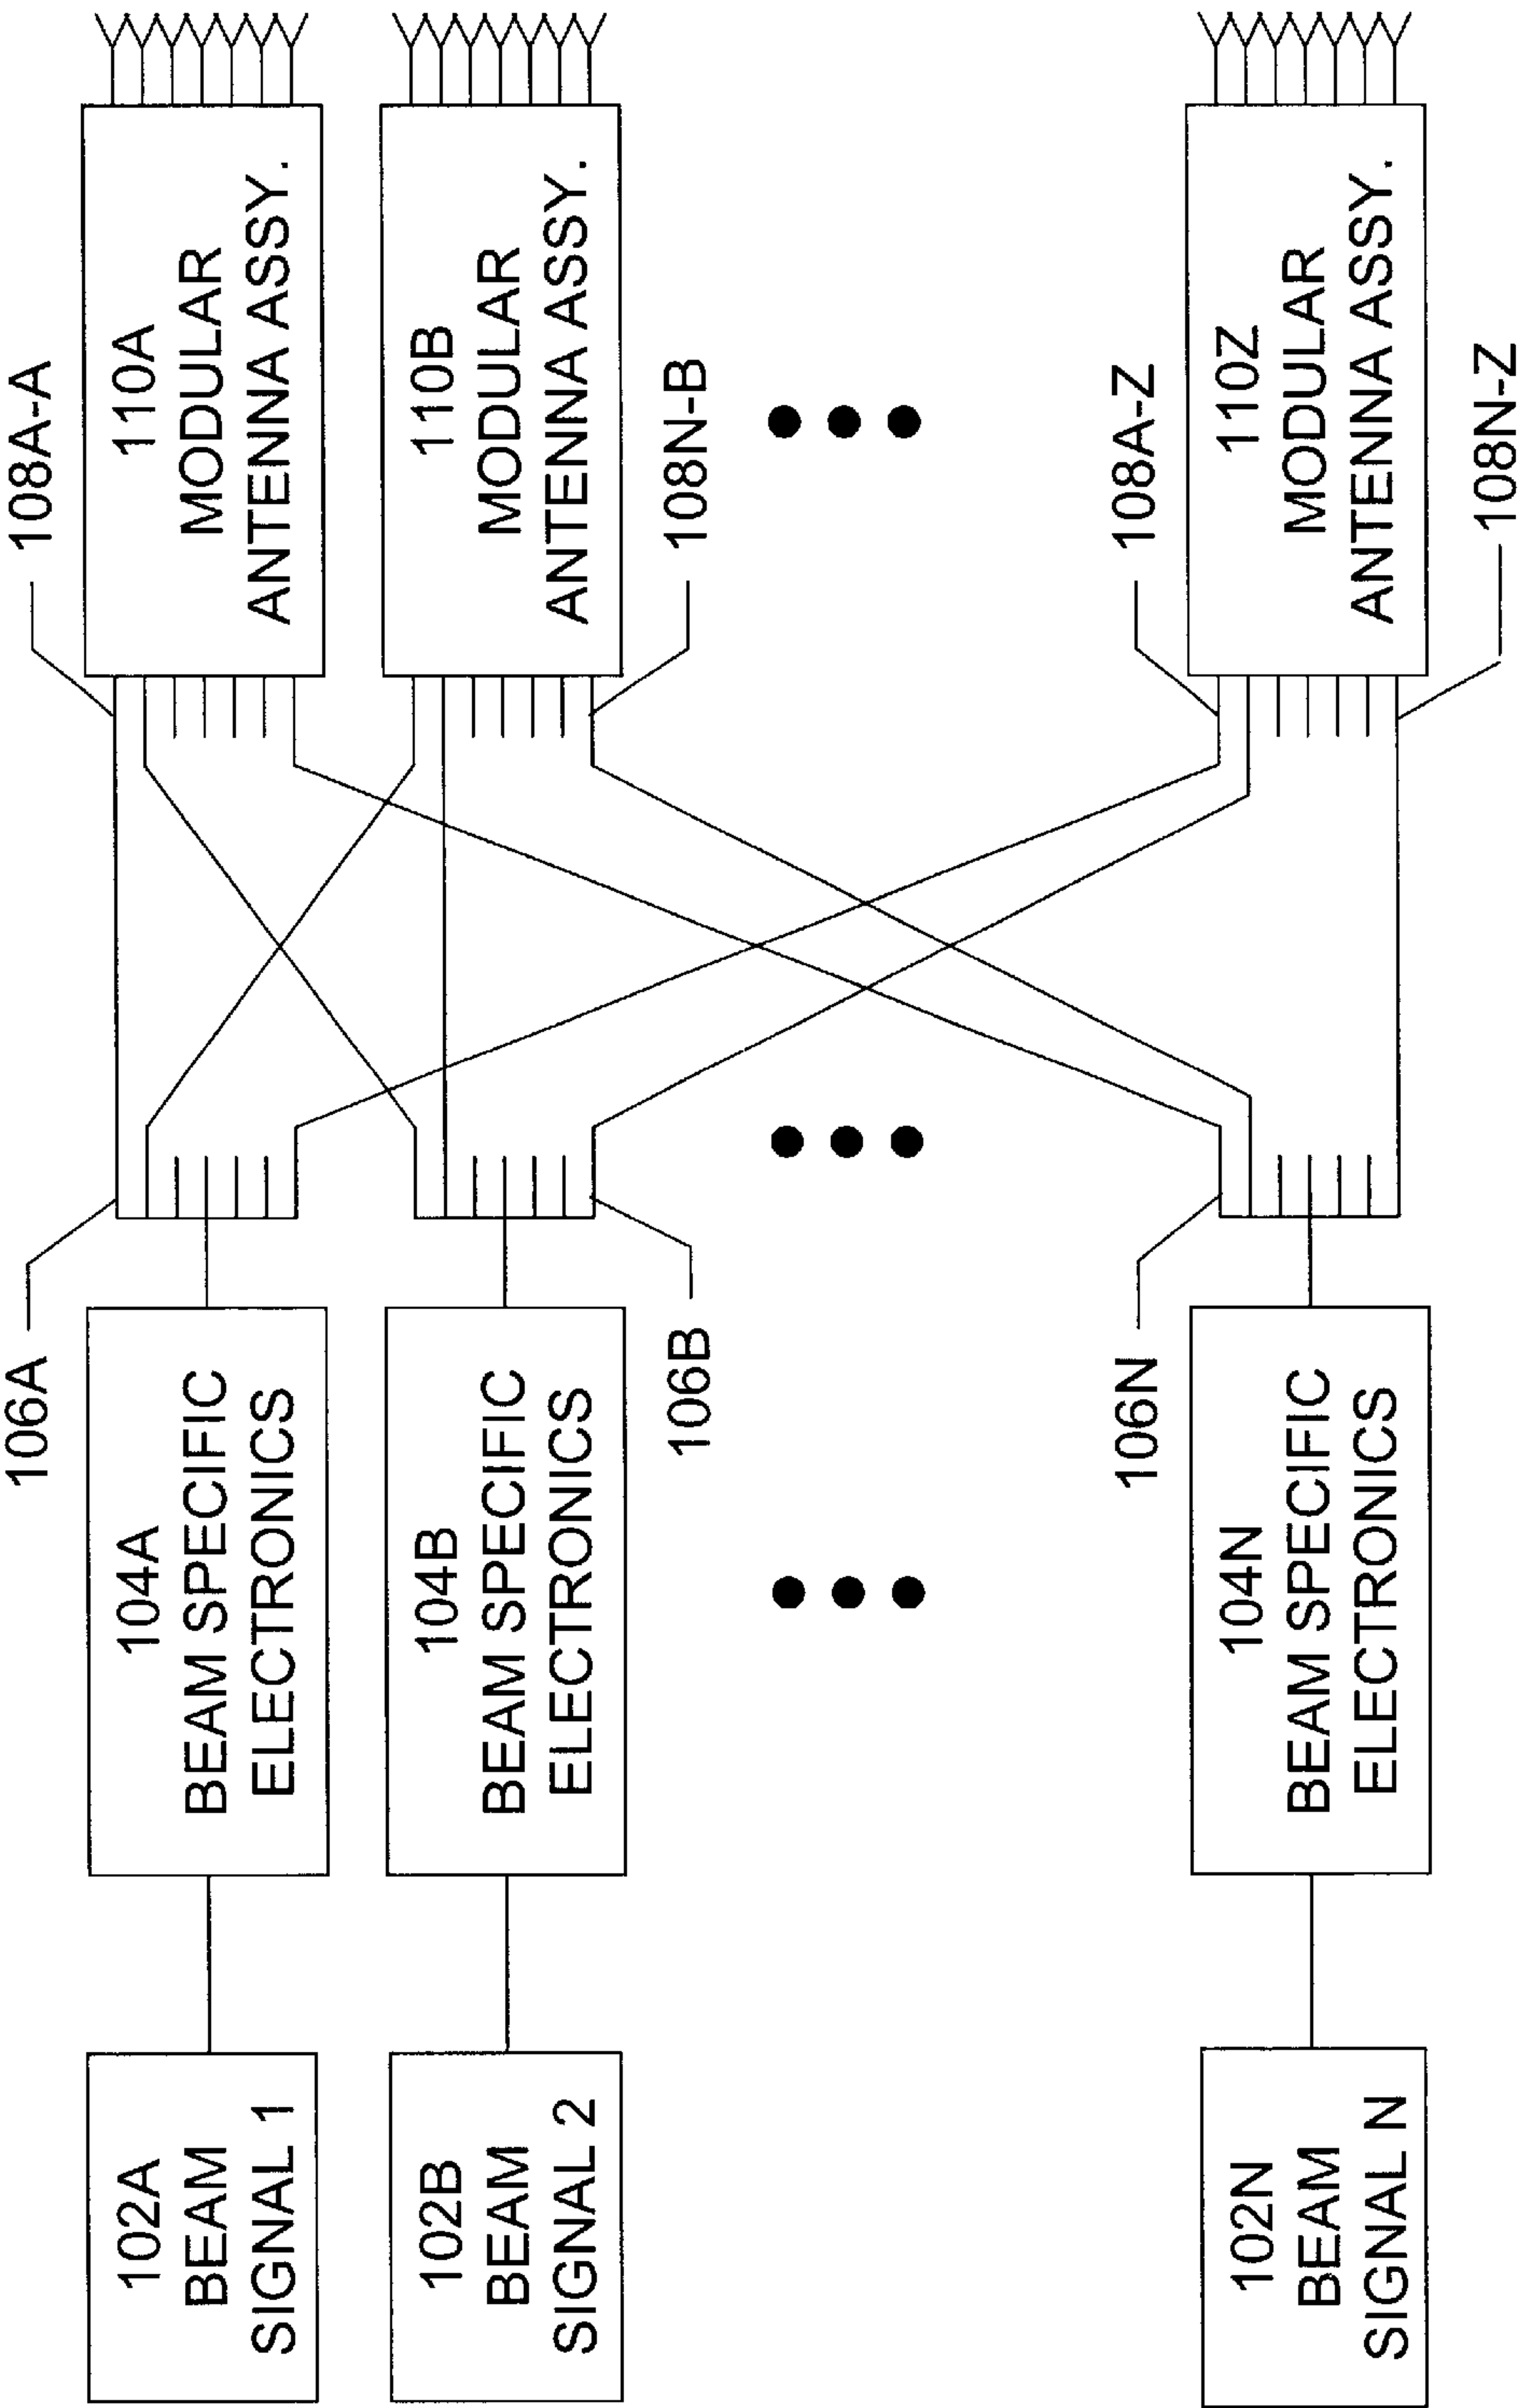 108A-A
110A
MODULAR
ANTENNA ASSY.
110B
MODULAR
ANTENNA ASSY.
108N-B
108A-Z
110Z
MODULAR
ANTENNA ASSY.
108N-Z
106A
106B
106N
104A
BEAM SPECIFIC
ELECTRONICS
104B
BEAM SPECIFIC
ELECTRONICS
104N
BEAM SPECIFIC
ELECTRONICS
102A
BEAM
SIGNAL 1
102B
BEAM
SIGNAL 2
102N
BEAM
SIGNAL N